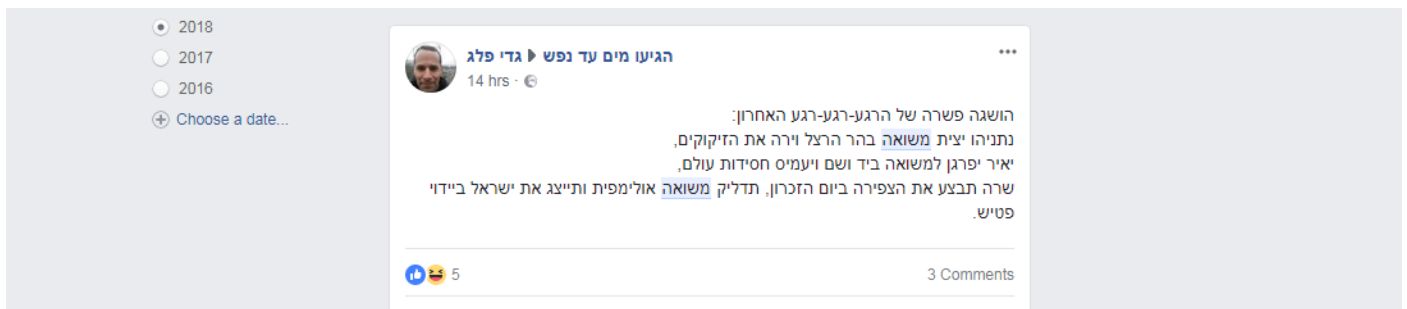 2018
2017
2016
Choose a date...
גדי פלג ◀ הגיעו מים עד נפש
14 hrs ·
הושגה פשרה של הרגע-רגע-רגע האחרון:
נתניהו יצית משואה בהר הרצל וירה את הזיקוקים,
יאיר יפרגן למשואה ביד ושם ויעמיס חסידות עולם,
שרה תבצע את הצפירה ביום הזכרון, תדליק משואה אולימפית ותייצג את ישראל ביידוי
פטיש.
5
3 Comments